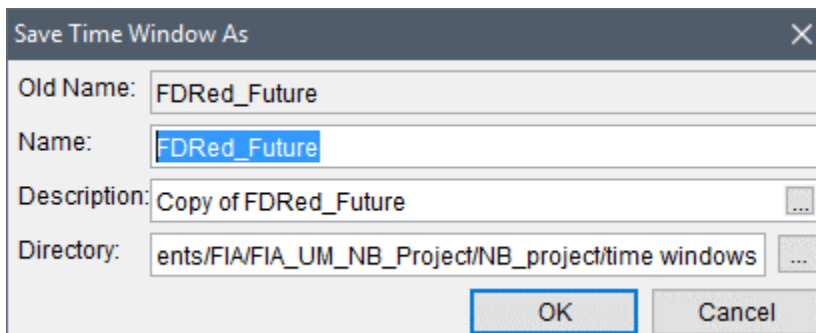 Save Time Window As
Old Name: FDRed_Future
Name: FDRed_Future
Description: Copy of FDRed_Future ...
Directory: ents/FIA/FIA_UM_NB_Project/NB_project/time windows ...
OK Cancel